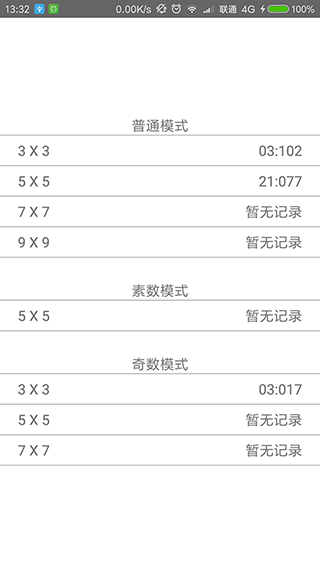 13:32 0.00K/s 联通 4G 100%
普通模式
3 X 3 03:102
5 X 5 21:077
7 X 7 暂无记录
9 X 9 暂无记录
素数模式
5 X 5 暂无记录
奇数模式
3 X 3 03:017
5 X 5 暂无记录
7 X 7 暂无记录